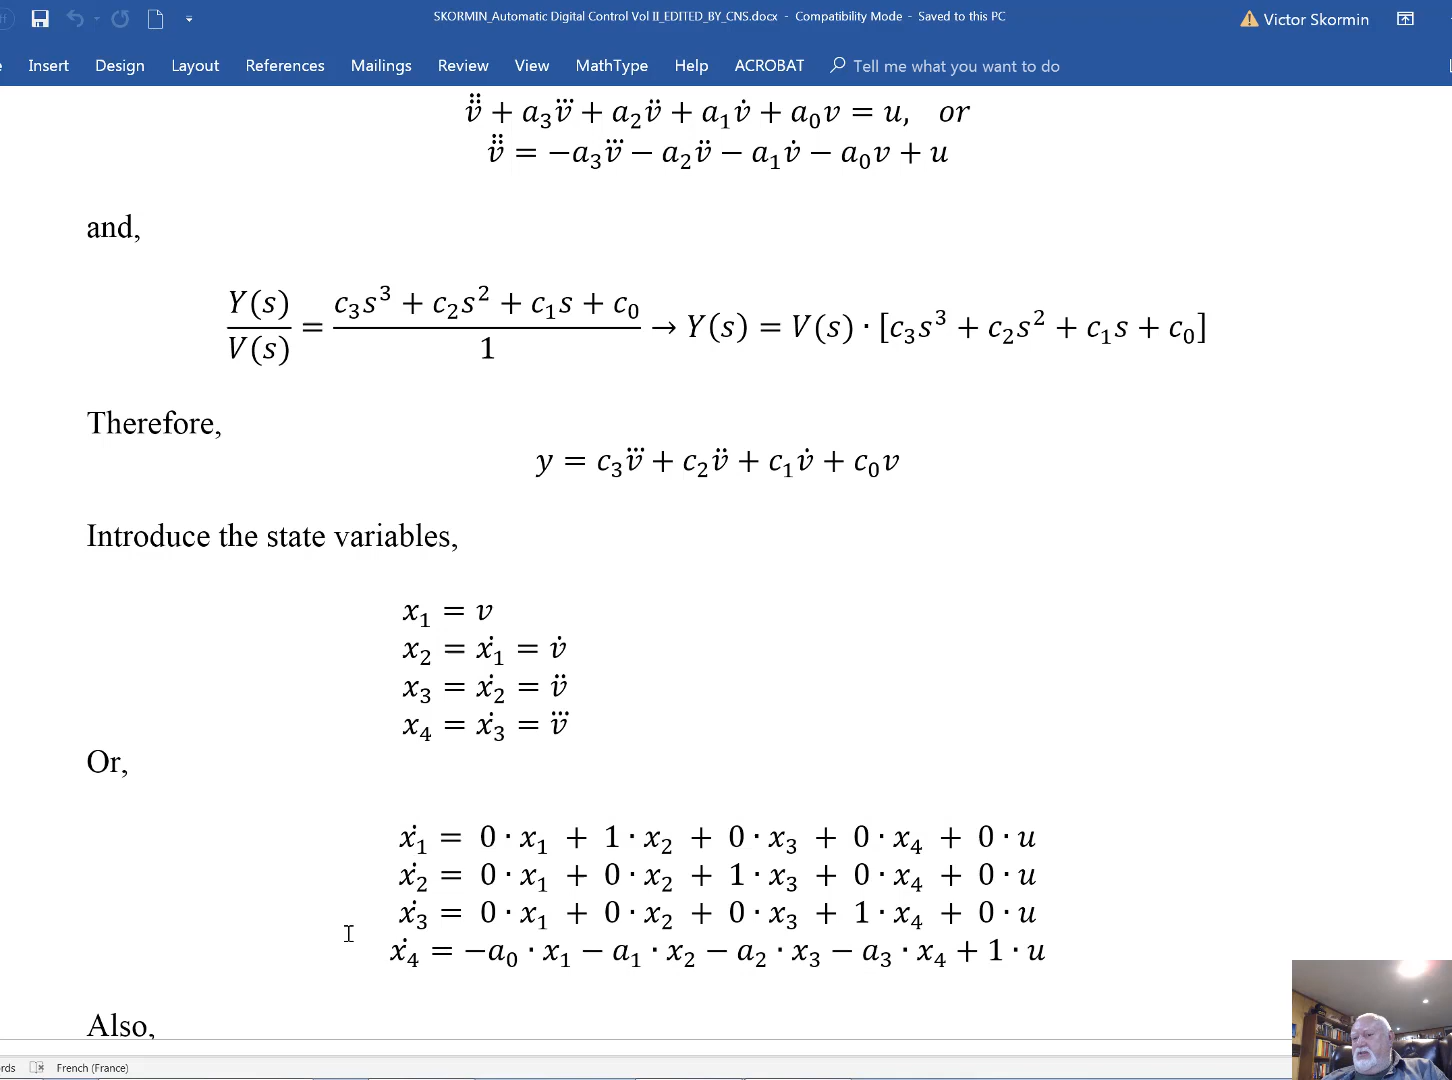 SKORMIN_Automatic Digital Control Vol II_EDITED_BY_CNS.docx - Compatibility Mode - Saved to this PC
Victor Skormin
Insert Design Layout References Mailings Review View MathType Help ACROBAT Tell me what you want to do
v⃜ + a₃v⃛ + a₂v̈ + a₁v̇ + a₀v = u, or
v⃜ = −a₃v⃛ − a₂v̈ − a₁v̇ − a₀v + u
and,
Y(s)/V(s) = (c₃s³ + c₂s² + c₁s + c₀)/1 → Y(s) = V(s) · [c₃s³ + c₂s² + c₁s + c₀]
Therefore,
y = c₃v⃛ + c₂v̈ + c₁v̇ + c₀v
Introduce the state variables,
x₁ = v
x₂ = ẋ₁ = v̇
x₃ = ẋ₂ = v̈
x₄ = ẋ₃ = v⃛
Or,
ẋ₁ = 0 · x₁ + 1 · x₂ + 0 · x₃ + 0 · x₄ + 0 · u
ẋ₂ = 0 · x₁ + 0 · x₂ + 1 · x₃ + 0 · x₄ + 0 · u
ẋ₃ = 0 · x₁ + 0 · x₂ + 0 · x₃ + 1 · x₄ + 0 · u
ẋ₄ = −a₀ · x₁ − a₁ · x₂ − a₂ · x₃ − a₃ · x₄ + 1 · u
Also,
French (France)